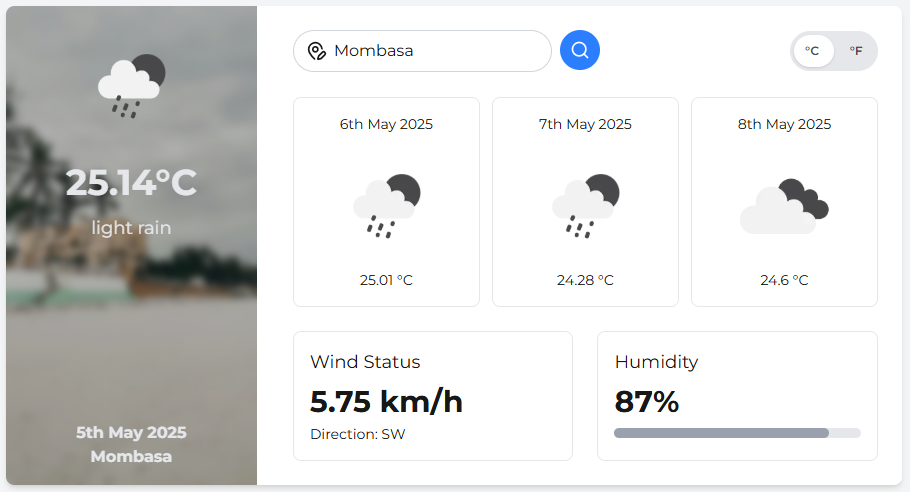 25.14°C
light rain
5th May 2025
Mombasa
Mombasa
°C
°F
6th May 2025
25.01 °C
7th May 2025
24.28 °C
8th May 2025
24.6 °C
Wind Status
5.75 km/h
Direction: SW
Humidity
87%